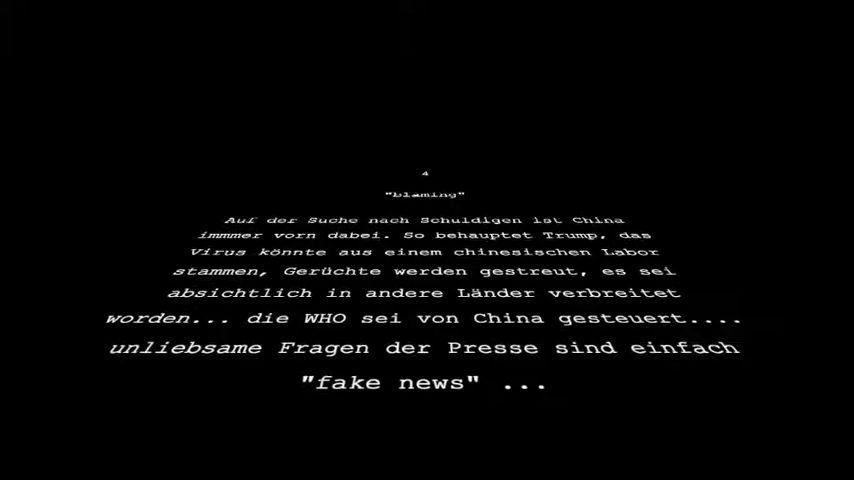 4
"blaming"
Auf der Suche nach Schuldigen ist China
immmer vorn dabei. So behauptet Trump, das
Virus könnte aus einem chinesischen Labor
stammen, Gerüchte werden gestreut, es sei
absichtlich in andere Länder verbreitet
worden... die WHO sei von China gesteuert....
unliebsame Fragen der Presse sind einfach
"fake news" ...